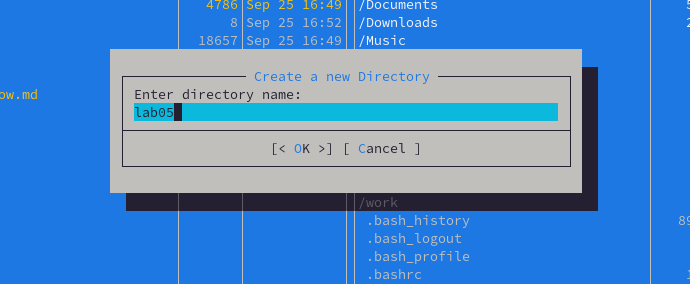 4786 Sep 25 16:49 /Documents
8 Sep 25 16:52 /Downloads
18657 Sep 25 16:49 /Music
Create a new Directory
ow.md
Enter directory name:
lab05
[< OK >] [ Cancel ]
/work
.bash_history 89
.bash_logout
.bash_profile
.bashrc